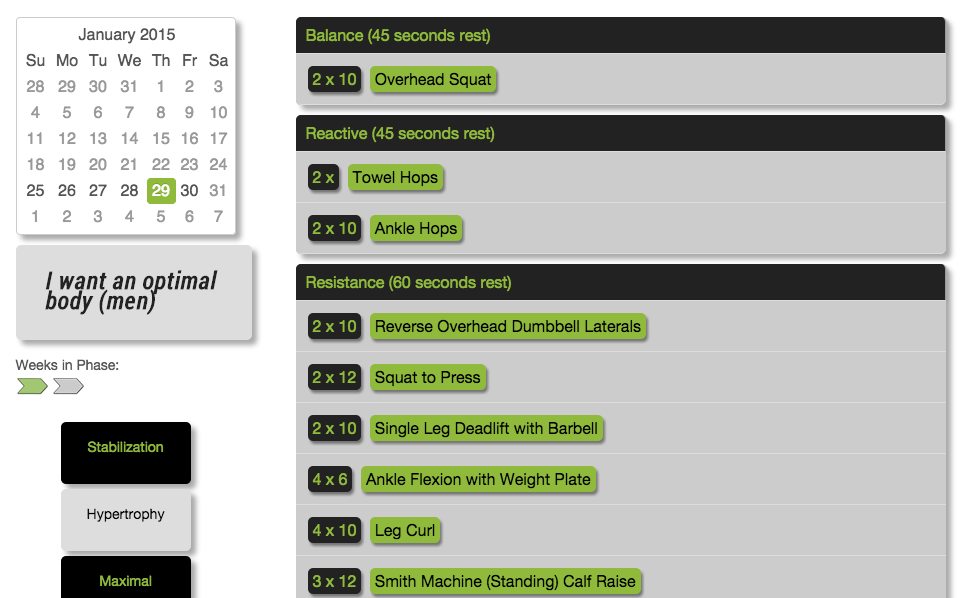 January 2015
Su Mo Tu We Th Fr Sa
28 29 30 31 1 2 3
4 5 6 7 8 9 10
11 12 13 14 15 16 17
18 19 20 21 22 23 24
25 26 27 28 29 30 31
1 2 3 4 5 6 7
I want an optimal
body (men)
Weeks in Phase:
Stabilization
Hypertrophy
Maximal
Balance (45 seconds rest)
2 x 10 Overhead Squat
Reactive (45 seconds rest)
2 x Towel Hops
2 x 10 Ankle Hops
Resistance (60 seconds rest)
2 x 10 Reverse Overhead Dumbbell Laterals
2 x 12 Squat to Press
2 x 10 Single Leg Deadlift with Barbell
4 x 6 Ankle Flexion with Weight Plate
4 x 10 Leg Curl
3 x 12 Smith Machine (Standing) Calf Raise